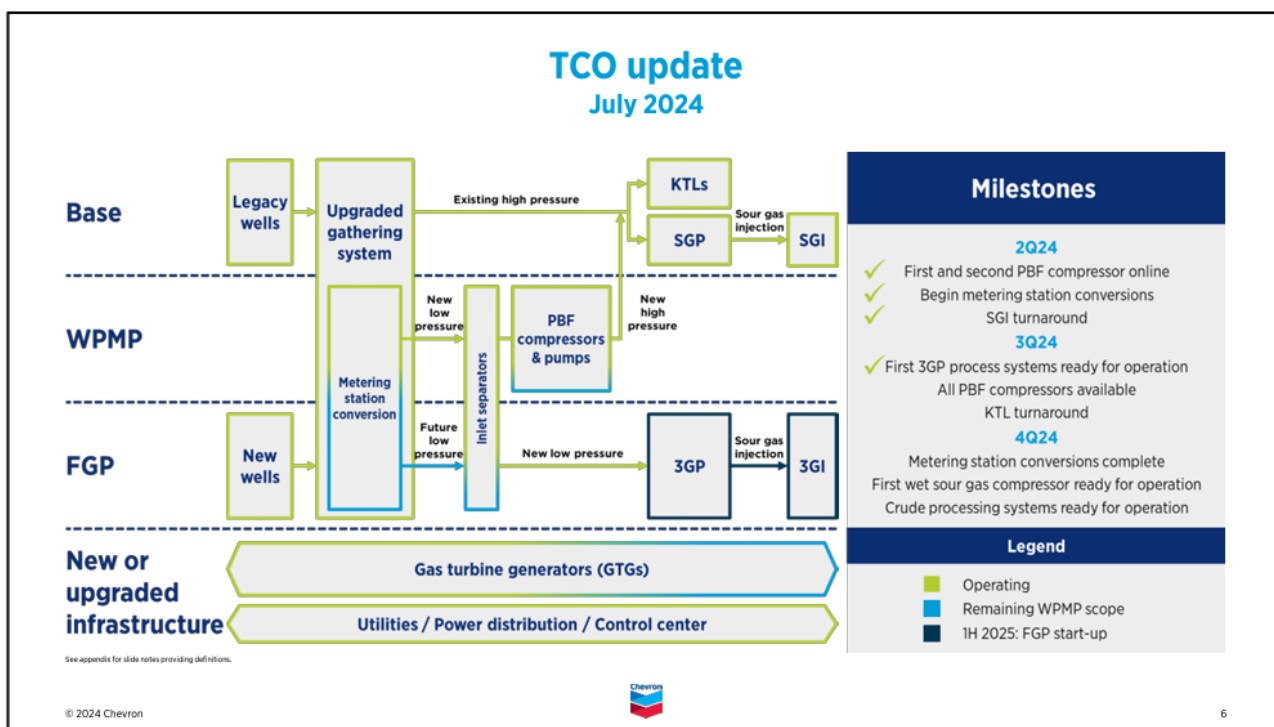 TCO update
July 2024
Base
Legacy
wells
Upgraded
gathering
system
Existing high pressure
KTLs
SGP
Sour gas
injection
SGI
WPMP
Metering
station
conversion
New
low
pressure
Inlet separators
PBF
compressors
& pumps
New
high
pressure
FGP
New
wells
Future
low
pressure
New low pressure
3GP
Sour gas
injection
3GI
New or
upgraded
infrastructure
Gas turbine generators (GTGs)
Utilities / Power distribution / Control center
Milestones
2Q24
First and second PBF compressor online
Begin metering station conversions
SGI turnaround
3Q24
First 3GP process systems ready for operation
All PBF compressors available
KTL turnaround
4Q24
Metering station conversions complete
First wet sour gas compressor ready for operation
Crude processing systems ready for operation
Legend
Operating
Remaining WPMP scope
1H 2025: FGP start-up
See appendix for slide notes providing definitions.
© 2024 Chevron
Chevron
6